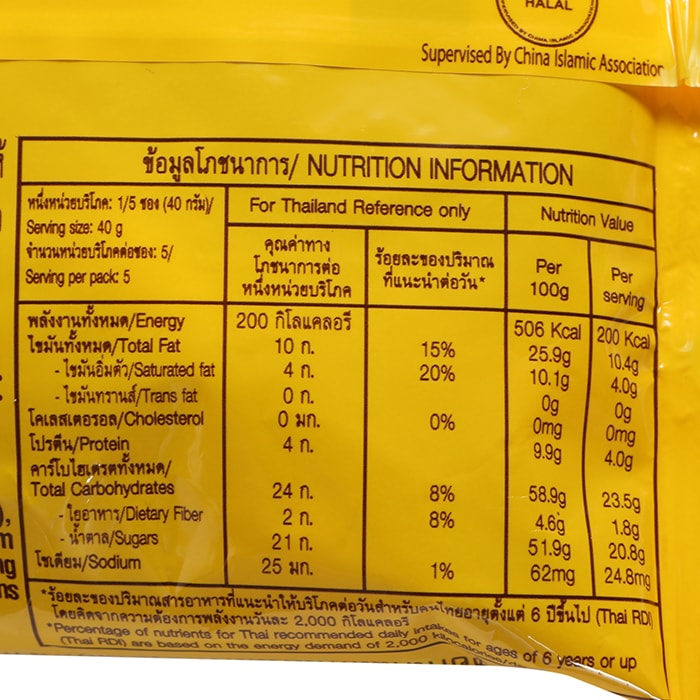 HALAL
Supervised By China Islamic Association
ข้อมูลโภชนาการ/ NUTRITION INFORMATION
หนึ่งหน่วยบริโภค: 1/5 ซอง (40 กรัม)/
Serving size: 40 g
จำนวนหน่วยบริโภคต่อซอง: 5/
Serving per pack: 5
For Thailand Reference only
Nutrition Value
คุณค่าทาง
โภชนาการต่อ
หนึ่งหน่วยบริโภค
ร้อยละของปริมาณ
ที่แนะนำต่อวัน*
Per
100g
Per
serving
พลังงานทั้งหมด/Energy 200 กิโลแคลอรี 506 Kcal 200 Kcal
ไขมันทั้งหมด/Total Fat 10 ก. 15% 25.9g 10.4g
- ไขมันอิ่มตัว/Saturated fat 4 ก. 20% 10.1g 4.0g
- ไขมันทรานส์/Trans fat 0 ก. 0g 0g
โคเลสเตอรอล/Cholesterol 0 มก. 0% 0mg 0mg
โปรตีน/Protein 4 ก. 9.9g 4.0g
คาร์โบไฮเดรตทั้งหมด/
Total Carbohydrates 24 ก. 8% 58.9g 23.5g
- ใยอาหาร/Dietary Fiber 2 ก. 8% 4.6g 1.8g
- น้ำตาล/Sugars 21 ก. 51.9g 20.8g
โซเดียม/Sodium 25 มก. 1% 62mg 24.8mg
*ร้อยละของปริมาณสารอาหารที่แนะนำให้บริโภคต่อวันสำหรับคนไทยอายุตั้งแต่ 6 ปีขึ้นไป (Thai RDI)
โดยคิดจากความต้องการพลังงานวันละ 2,000 กิโลแคลอรี
*Percentage of nutrients for Thai recommended daily intakes for ages of 6 years or up
(Thai RDI) are based on the energy demand of 2,000